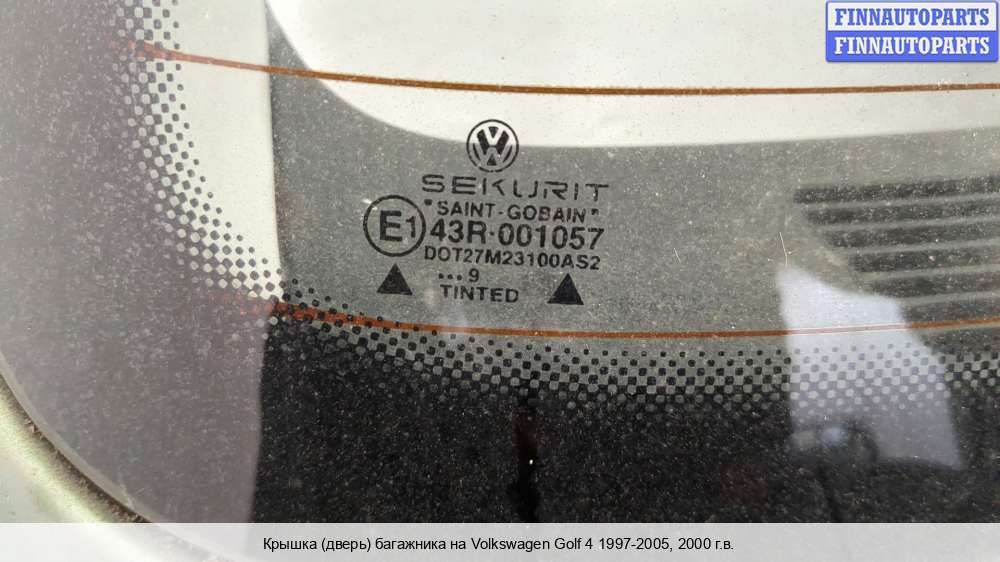 FINNAUTOPARTS
FINNAUTOPARTS
SEKURIT
"SAINT-GOBAIN"
E1 43R-001057
DOT27M23100AS2
...9
TINTED
Крышка (дверь) багажника на Volkswagen Golf 4 1997-2005, 2000 г.в.